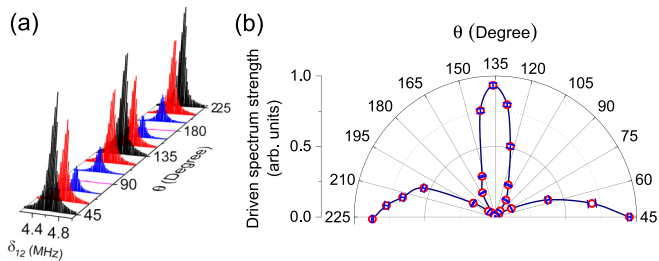 (a)
4.4 4.8
δ12 (MHz)
45 90 135 180 225
θ (Degree)
(b)
θ (Degree)
Driven spectrum strength
(arb. units)
1.0
0.5
0.0
225 210 195 180 165 150 135 120 105 90 75 60 45